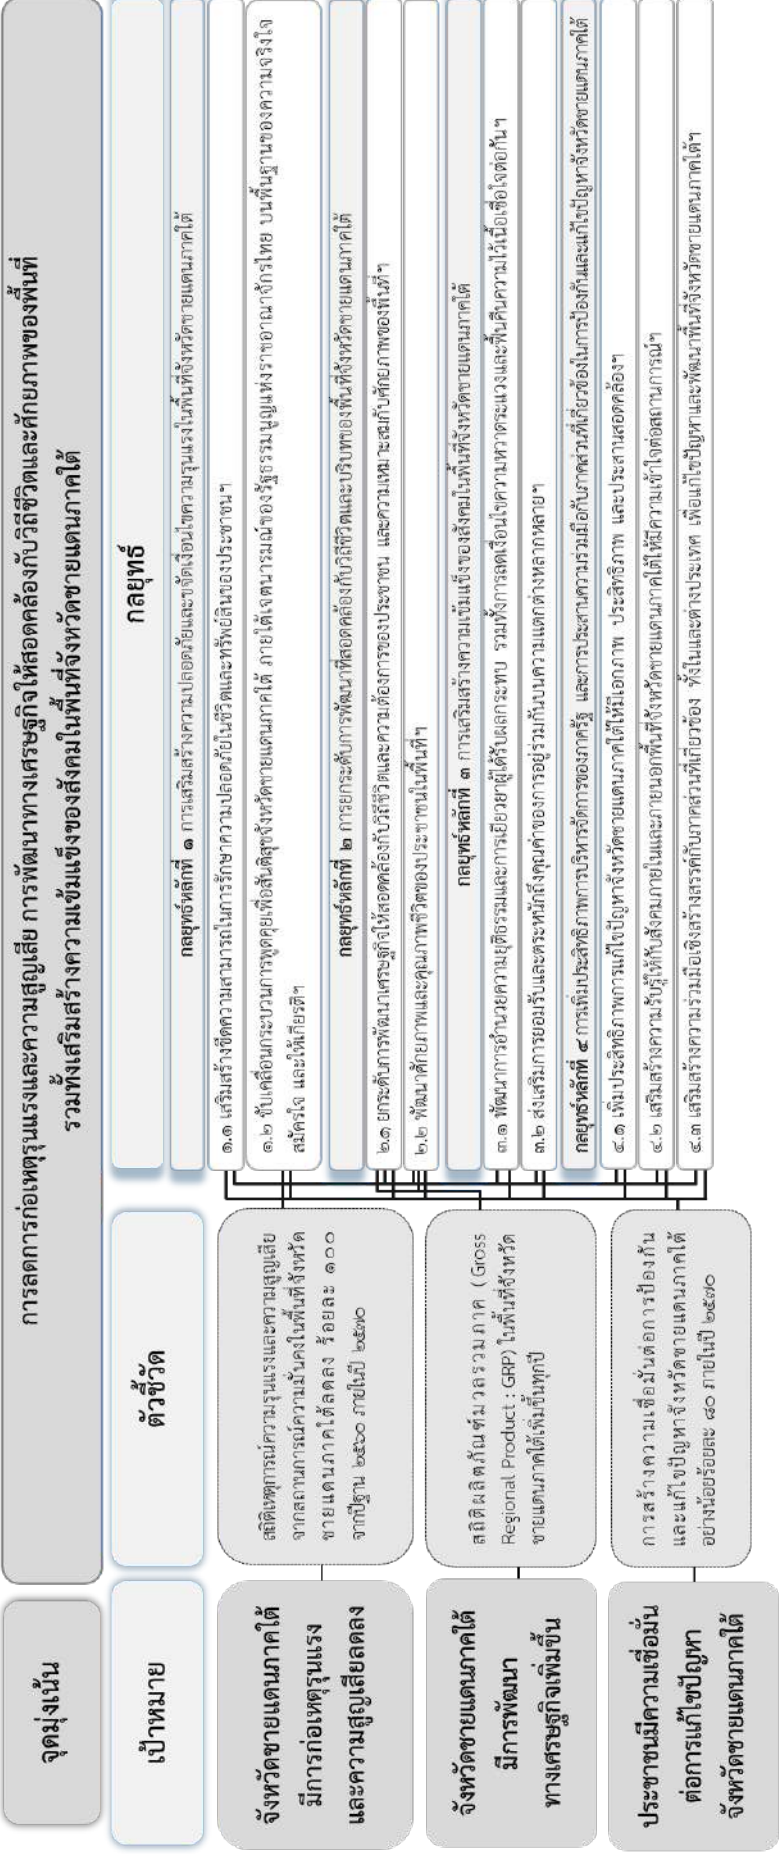 จุดมุ่งเน้น
การลดการก่อเหตุรุนแรงและความสูญเสีย การพัฒนาทางเศรษฐกิจให้สอดคล้องกับวิถีชีวิตและศักยภาพของพื้นที่
รวมทั้งเสริมสร้างความเข้มแข็งของสังคมในพื้นที่จังหวัดชายแดนภาคใต้
เป้าหมาย
ตัวชี้วัด
กลยุทธ์
จังหวัดชายแดนภาคใต้
มีการก่อเหตุรุนแรง
และความสูญเสียลดลง
สถิติเหตุการณ์ความรุนแรงและความสูญเสีย
จากสถานการณ์ความมั่นคงในพื้นที่จังหวัด
ชายแดนภาคใต้ลดลง ร้อยละ ๑๐๐
จากปีฐาน ๒๕๖๐ ภายในปี ๒๕๗๐
จังหวัดชายแดนภาคใต้
มีการพัฒนา
ทางเศรษฐกิจเพิ่มขึ้น
สถิติผลิตภัณฑ์มวลรวมภาค (Gross
Regional Product : GRP) ในพื้นที่จังหวัด
ชายแดนภาคใต้เพิ่มขึ้นทุกปี
ประชาชนมีความเชื่อมั่น
ต่อการแก้ไขปัญหา
จังหวัดชายแดนภาคใต้
การสร้างความเชื่อมั่นต่อการป้องกัน
และแก้ไขปัญหาจังหวัดชายแดนภาคใต้
อย่างน้อยร้อยละ ๘๐ ภายในปี ๒๕๗๐
กลยุทธ์หลักที่ ๑ การเสริมสร้างความปลอดภัยและขจัดเงื่อนไขความรุนแรงในพื้นที่จังหวัดชายแดนภาคใต้
๑.๑ เสริมสร้างขีดความสามารถในการรักษาความปลอดภัยในชีวิตและทรัพย์สินของประชาชนฯ
๑.๒ ขับเคลื่อนกระบวนการพูดคุยเพื่อสันติสุขจังหวัดชายแดนภาคใต้ ภายใต้เจตนารมณ์ของรัฐธรรมนูญแห่งราชอาณาจักรไทย บนพื้นฐานของความจริงใจ
สมัครใจ และให้เกียรติฯ
กลยุทธ์หลักที่ ๒ การยกระดับการพัฒนาที่สอดคล้องกับวิถีชีวิตและบริบทของพื้นที่จังหวัดชายแดนภาคใต้
๒.๑ ยกระดับการพัฒนาเศรษฐกิจให้สอดคล้องกับวิถีชีวิตและความต้องการของประชาชน และความเหมาะสมกับศักยภาพของพื้นที่ฯ
๒.๒ พัฒนาศักยภาพและคุณภาพชีวิตของประชาชนในพื้นที่ฯ
กลยุทธ์หลักที่ ๓ การเสริมสร้างความเข้มแข็งของสังคมในพื้นที่จังหวัดชายแดนภาคใต้
๓.๑ พัฒนาการอำนวยความยุติธรรมและการเยียวยาผู้ได้รับผลกระทบ รวมทั้งการลดเงื่อนไขความหวาดระแวงและฟื้นคืนความไว้เนื้อเชื่อใจต่อกันฯ
๓.๒ ส่งเสริมการยอมรับและตระหนักถึงคุณค่าของการอยู่ร่วมกันบนความแตกต่างหลากหลายฯ
กลยุทธ์หลักที่ ๔ การเพิ่มประสิทธิภาพการบริหารจัดการของภาครัฐ และการประสานความร่วมมือกับภาคส่วนที่เกี่ยวข้องในการป้องกันและแก้ไขปัญหาจังหวัดชายแดนภาคใต้
๔.๑ เพิ่มประสิทธิภาพการแก้ไขปัญหาจังหวัดชายแดนภาคใต้ให้มีเอกภาพ ประสิทธิภาพ และประสานสอดคล้องฯ
๔.๒ เสริมสร้างความรับรู้ให้กับสังคมภายในและภายนอกพื้นที่จังหวัดชายแดนภาคใต้ให้มีความเข้าใจต่อสถานการณ์ฯ
๔.๓ เสริมสร้างความร่วมมือเชิงสร้างสรรค์กับภาคส่วนที่เกี่ยวข้อง ทั้งในและต่างประเทศ เพื่อแก้ไขปัญหาและพัฒนาพื้นที่จังหวัดชายแดนภาคใต้ฯ